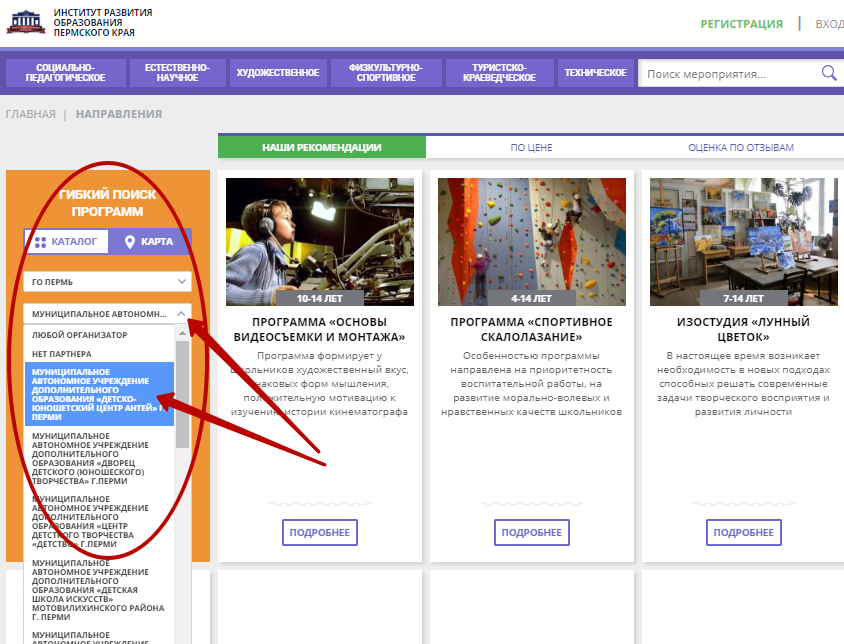 ИНСТИТУТ РАЗВИТИЯ
ОБРАЗОВАНИЯ
ПЕРМСКОГО КРАЯ
РЕГИСТРАЦИЯ | ВХОД
СОЦИАЛЬНО-
ПЕДАГОГИЧЕСКОЕ
ЕСТЕСТВЕННО-
НАУЧНОЕ
ХУДОЖЕСТВЕННОЕ
ФИЗКУЛЬТУРНО-
СПОРТИВНОЕ
ТУРИСТСКО-
КРАЕВЕДЧЕСКОЕ
ТЕХНИЧЕСКОЕ
Поиск мероприятия...
ГЛАВНАЯ | НАПРАВЛЕНИЯ
НАШИ РЕКОМЕНДАЦИИ
ПО ЦЕНЕ
ОЦЕНКА ПО ОТЗЫВАМ
ГИБКИЙ ПОИСК
ПРОГРАММ
КАТАЛОГ
КАРТА
ГО ПЕРМЬ
МУНИЦИПАЛЬНОЕ АВТОНОМН...
ЛЮБОЙ ОРГАНИЗАТОР
НЕТ ПАРТНЕРА
МУНИЦИПАЛЬНОЕ
АВТОНОМНОЕ УЧРЕЖДЕНИЕ
ДОПОЛНИТЕЛЬНОГО
ОБРАЗОВАНИЯ «ДЕТСКО-
ЮНОШЕСКИЙ ЦЕНТР АНТЕЙ» Г.
ПЕРМИ
МУНИЦИПАЛЬНОЕ
АВТОНОМНОЕ УЧРЕЖДЕНИЕ
ДОПОЛНИТЕЛЬНОГО
ОБРАЗОВАНИЯ «ДВОРЕЦ
ДЕТСКОГО (ЮНОШЕСКОГО)
ТВОРЧЕСТВА» Г.ПЕРМИ
МУНИЦИПАЛЬНОЕ
АВТОНОМНОЕ УЧРЕЖДЕНИЕ
ДОПОЛНИТЕЛЬНОГО
ОБРАЗОВАНИЯ «ЦЕНТР
ДЕТСКОГО ТВОРЧЕСТВА
«ДЕТСТВО» Г.ПЕРМИ
МУНИЦИПАЛЬНОЕ
АВТОНОМНОЕ УЧРЕЖДЕНИЕ
ДОПОЛНИТЕЛЬНОГО
ОБРАЗОВАНИЯ «ДЕТСКАЯ
ШКОЛА ИСКУССТВ»
МОТОВИЛИХИНСКОГО РАЙОНА
Г. ПЕРМИ
МУНИЦИПАЛЬНОЕ
АВТОНОМНОЕ УЧРЕЖДЕНИЕ
10-14 ЛЕТ
ПРОГРАММА «ОСНОВЫ
ВИДЕОСЪЕМКИ И МОНТАЖА»
Программа формирует у
школьников художественный вкус,
знаковых форм мышления,
положительную мотивацию к
изучению истории кинематографа
ПОДРОБНЕЕ
4-14 ЛЕТ
ПРОГРАММА «СПОРТИВНОЕ
СКАЛОЛАЗАНИЕ»
Особенностью программы
направлена на приоритетность
воспитательной работы, на
развитие морально-волевых и
нравственных качеств школьников
ПОДРОБНЕЕ
7-14 ЛЕТ
ИЗОСТУДИЯ «ЛУННЫЙ
ЦВЕТОК»
В настоящее время возникает
необходимость в новых подходах
способных решать современные
задачи творческого восприятия и
развития личности
ПОДРОБНЕЕ